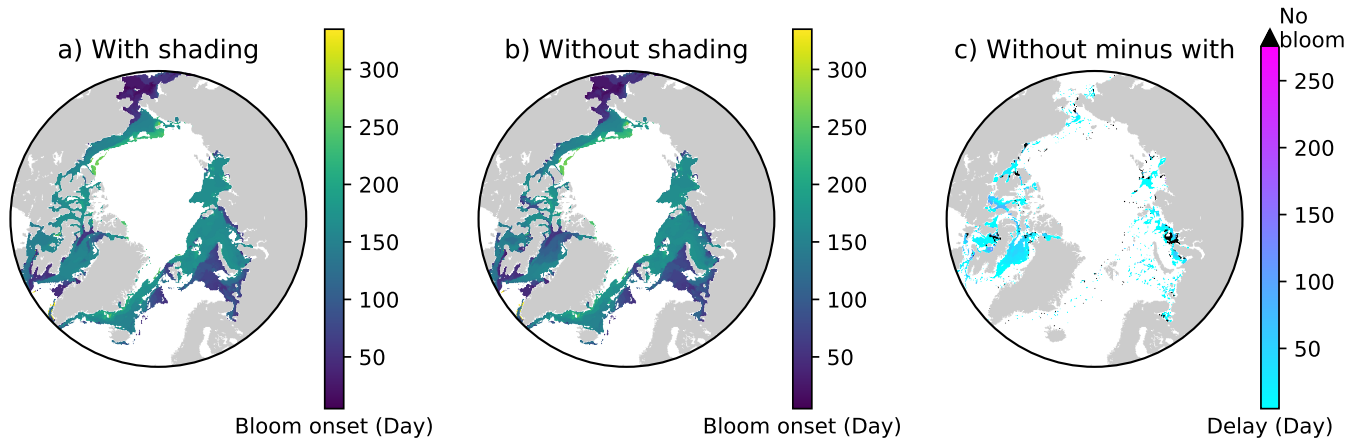 a) With shading
300
250
200
150
100
50
Bloom onset (Day)
b) Without shading
300
250
200
150
100
50
Bloom onset (Day)
c) Without minus with
No
bloom
250
200
150
100
50
Delay (Day)